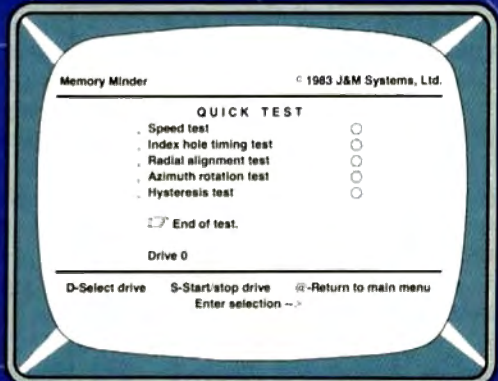 Memory Minder © 1983 J&M Systems, Ltd.
QUICK TEST
Speed test
Index hole timing test
Radial alignment test
Azimuth rotation test
Hysteresis test
End of test.
Drive 0
D-Select drive S-Start/stop drive @-Return to main menu
Enter selection -->